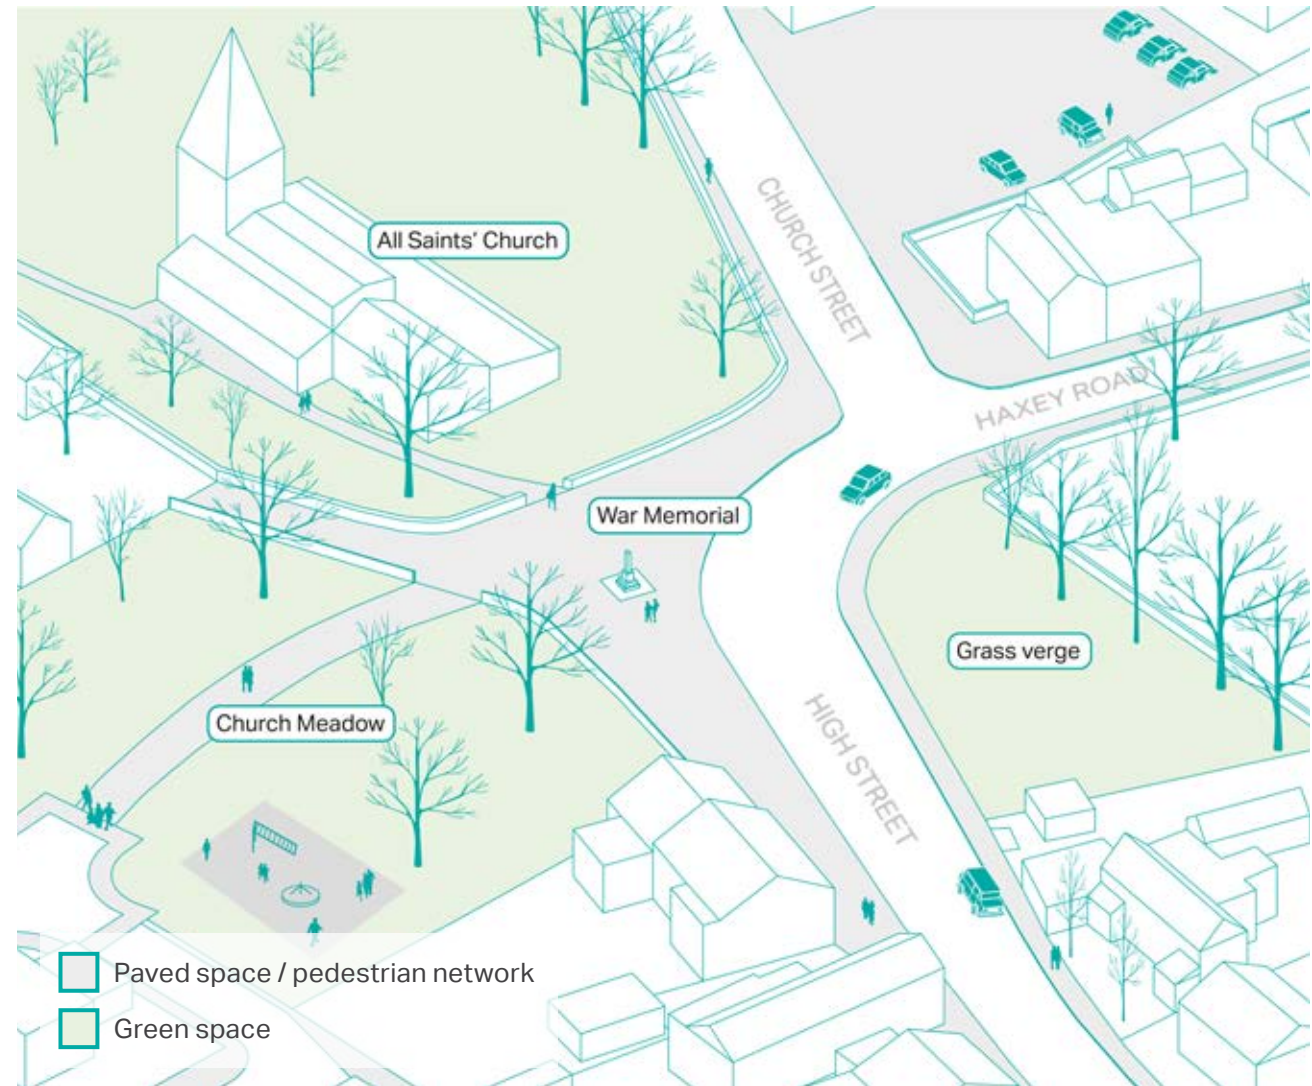 All Saints' Church
CHURCH STREET
HAXEY ROAD
War Memorial
Grass verge
Church Meadow
HIGH STREET
Paved space / pedestrian network
Green space